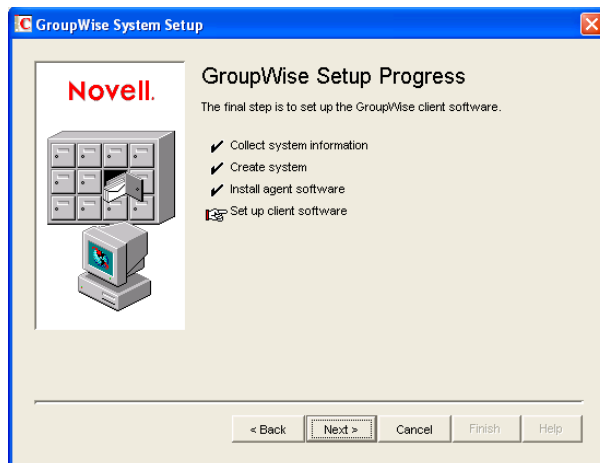 GroupWise System Setup
Novell.
GroupWise Setup Progress
The final step is to set up the GroupWise client software.
Collect system information
Create system
Install agent software
Set up client software
< Back
Next >
Cancel
Finish
Help